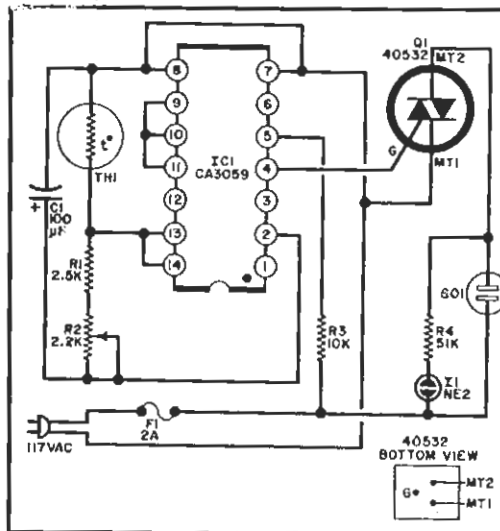 Q1
40532
MT2
8
7
9
6
10
5
t°
IC1
CA3059
11
4
G
MT1
TH1
12
3
C1
100
µF
+
13
2
R1
2.5K
14
1
SO1
R2
2.2K
R3
10K
R4
51K
I1
NE2
F1
2A
117VAC
40532
BOTTOM VIEW
G
MT2
MT1